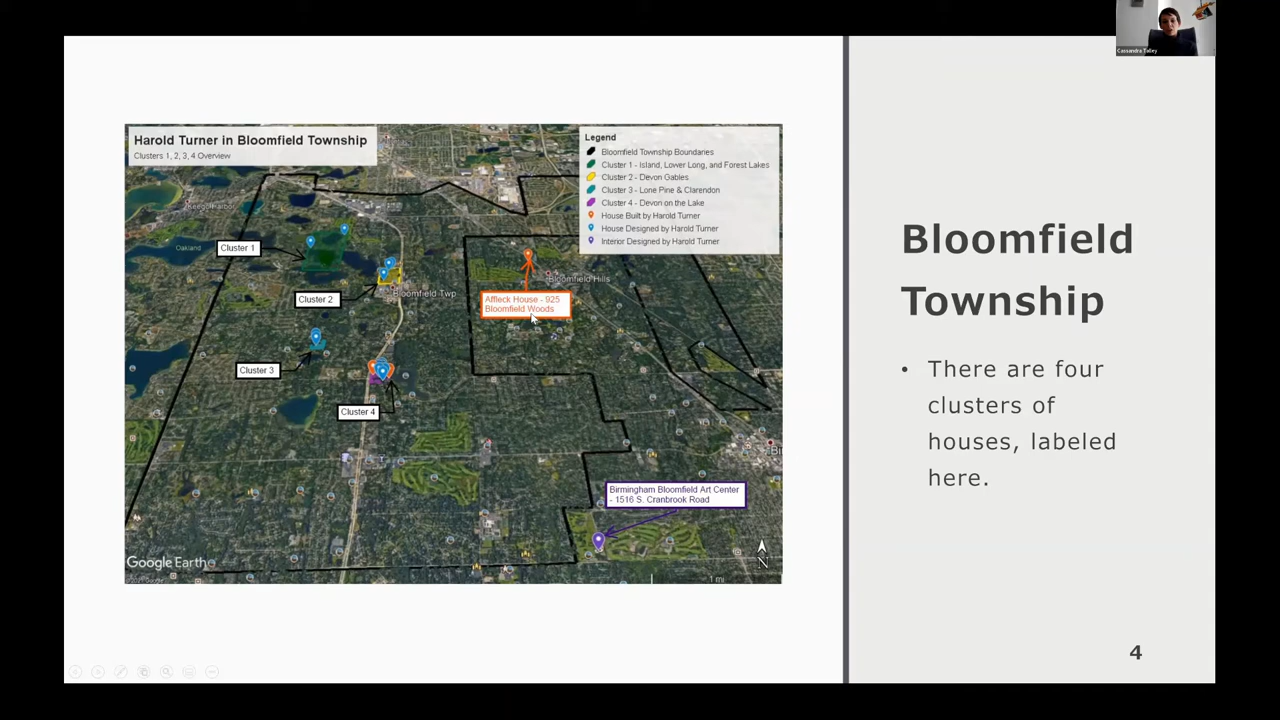 Cassandra Talley
Harold Turner in Bloomfield Township
Clusters 1, 2, 3, 4 Overview
Legend
Bloomfield Township Boundaries
Cluster 1 - Island, Lower Long, and Forest Lakes
Cluster 2 - Devon Gables
Cluster 3 - Lone Pine & Clarendon
Cluster 4 - Devon on the Lake
House Built by Harold Turner
House Designed by Harold Turner
Interior Designed by Harold Turner
Keego Harbor
Oakland
Cluster 1
Cluster 2
Bloomfield Twp
Bloomfield Hills
Affleck House - 925
Bloomfield Woods
Cluster 3
Cluster 4
Birmingham Bloomfield Art Center
- 1516 S. Cranbrook Road
Google Earth
N
1 mi
Bloomfield
Township
• There are four
clusters of
houses, labeled
here.
4